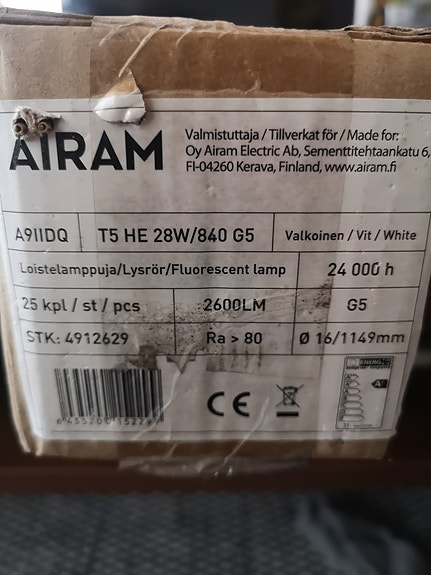 AIRAM
Valmistuttaja / Tillverkat för / Made for:
Oy Airam Electric Ab, Sementtitehtaankatu 6,
FI-04260 Kerava, Finland, www.airam.fi
A9IIDQ
T5 HE 28W/840 G5
Valkoinen / Vit / White
Loistelamppuja/Lysrör/Fluorescent lamp
24 000 h
25 kpl / st / pcs
2600LM
G5
STK: 4912629
Ra > 80
Ø 16/1149mm
CE